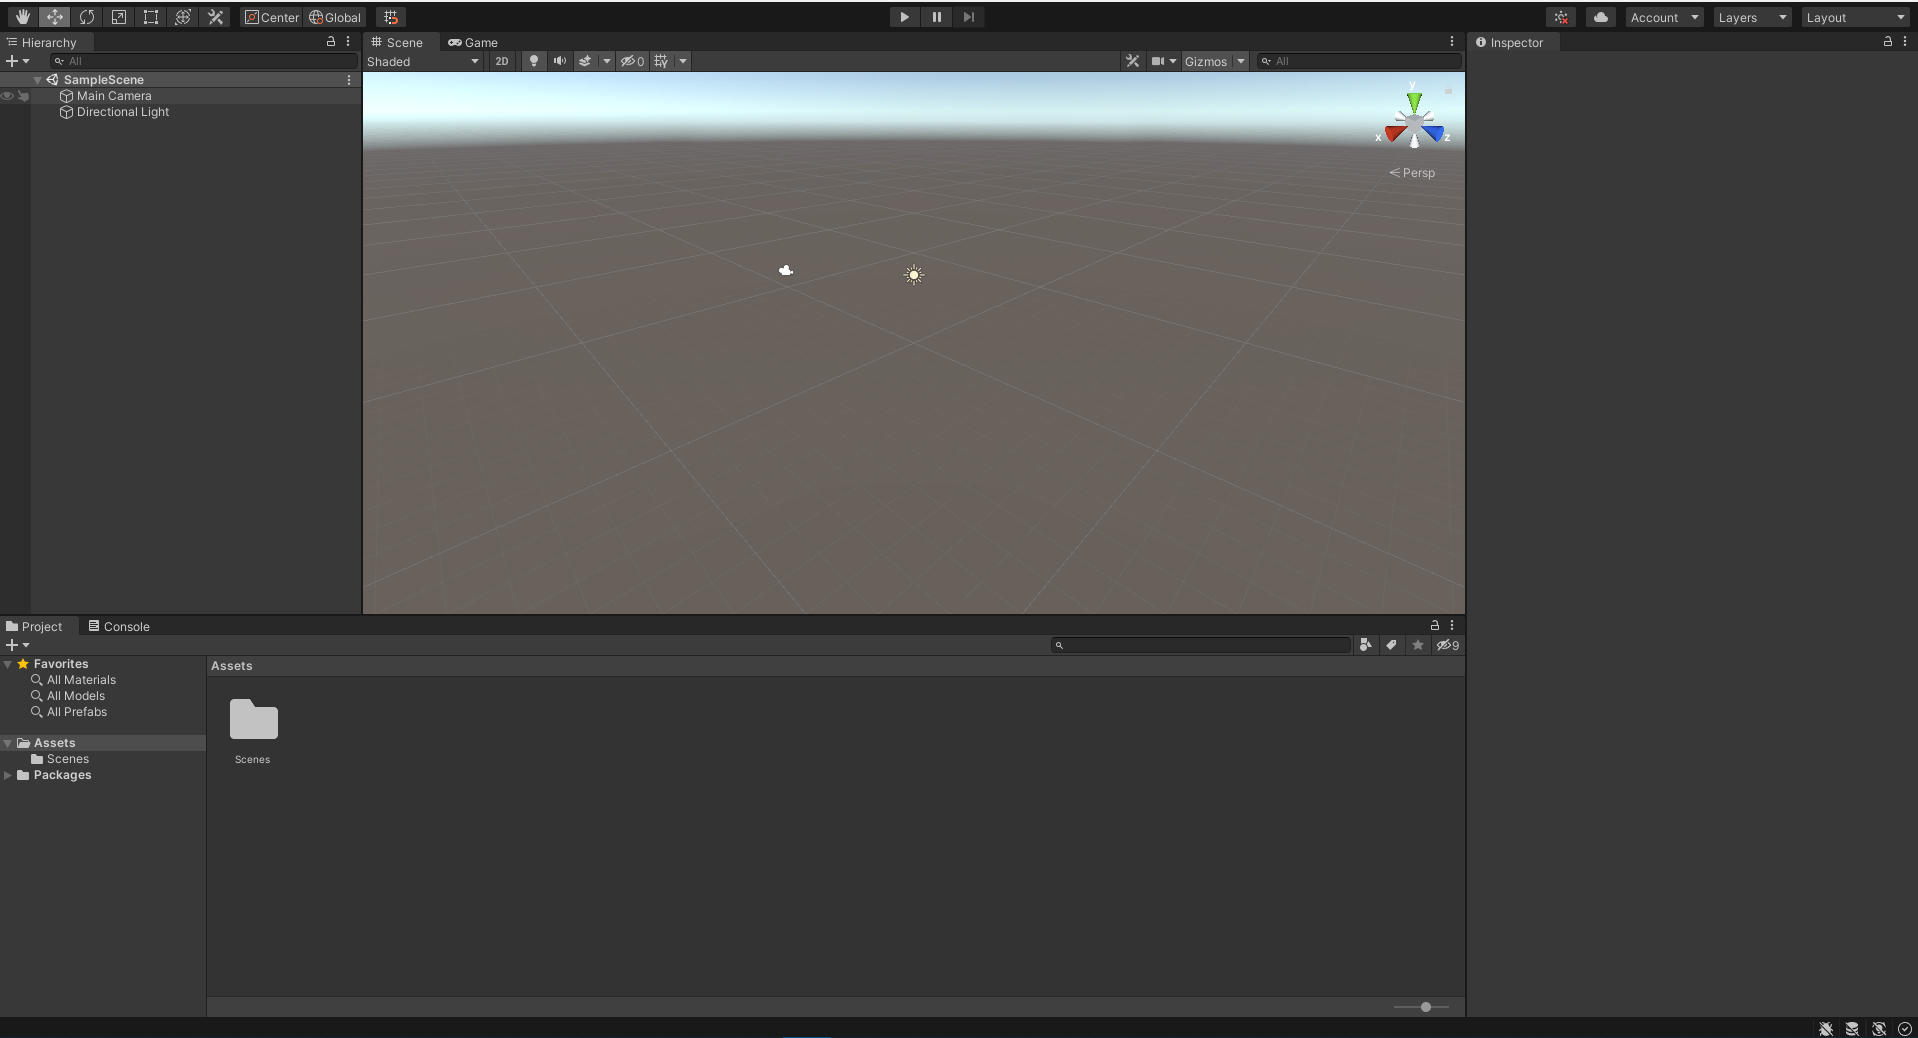 Center Global
Account Layers Layout
Hierarchy
All
SampleScene
Main Camera
Directional Light
Scene Game
Shaded 2D 0 Gizmos All
y
x z
Persp
Inspector
Project Console
9
Favorites
All Materials
All Models
All Prefabs
Assets
Scenes
Packages
Assets
Scenes